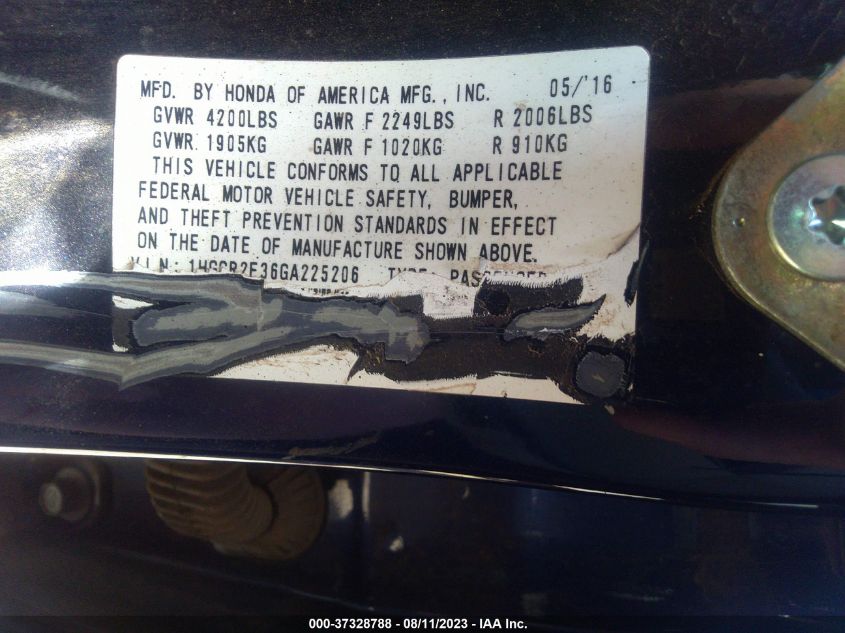 MFD. BY HONDA OF AMERICA MFG., INC. 05/'16
GVWR 4200LBS GAWR F 2249LBS R 2006LBS
GVWR 1905KG GAWR F 1020KG R 910KG
THIS VEHICLE CONFORMS TO ALL APPLICABLE
FEDERAL MOTOR VEHICLE SAFETY, BUMPER,
AND THEFT PREVENTION STANDARDS IN EFFECT
ON THE DATE OF MANUFACTURE SHOWN ABOVE.
V.I.N: 1HGCR2F36GA225206 TYPE:
000-37328788 - 08/11/2023 - IAA Inc.